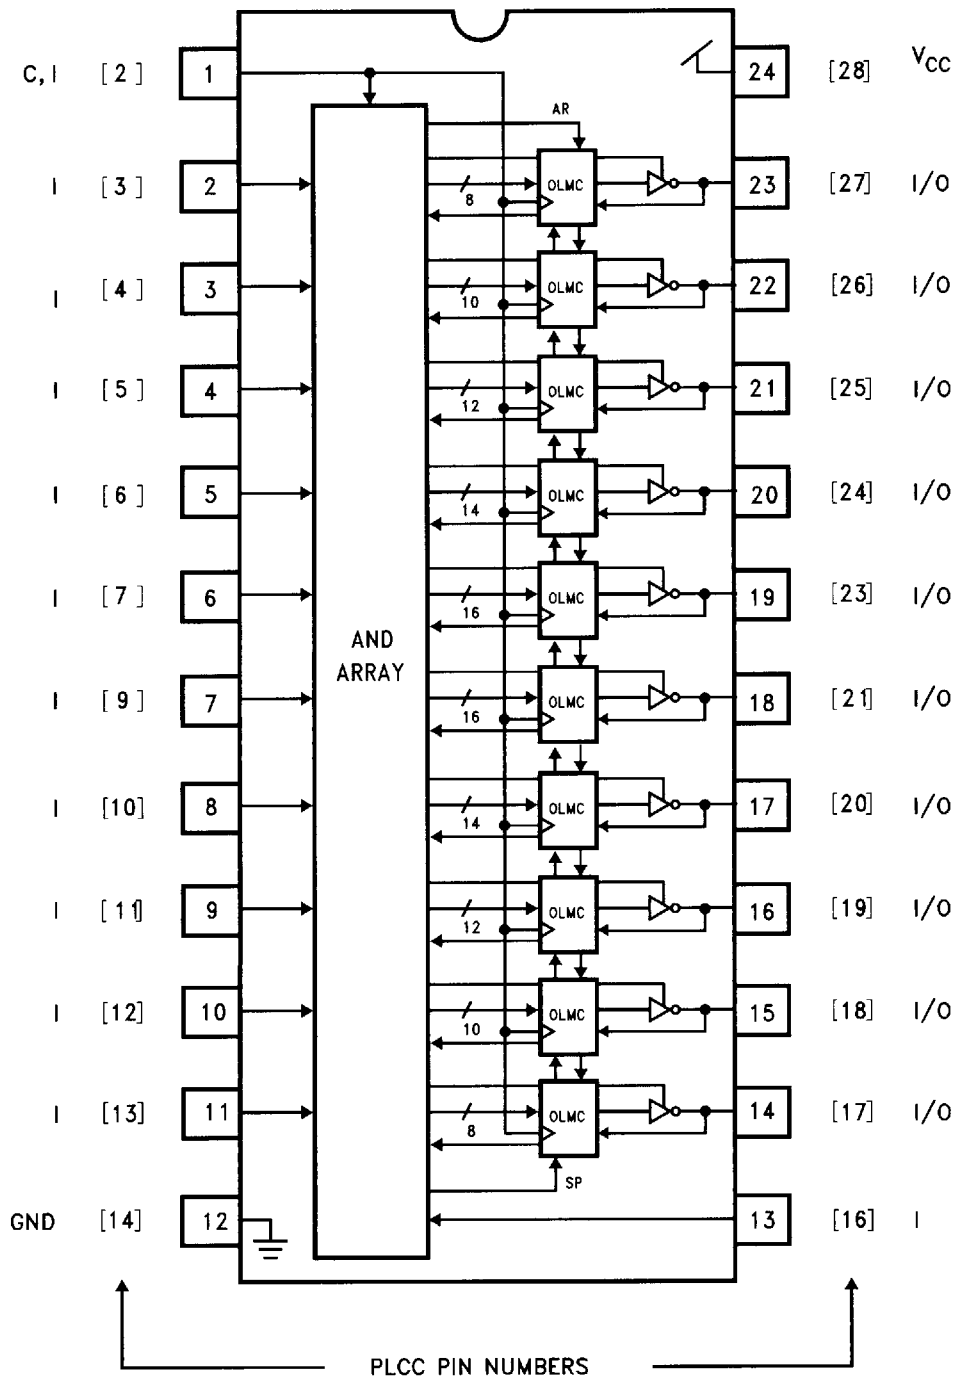 C, I [2] 1 24 [28] VCC
AR
I [3] 2 8 OLMC 23 [27] I/O
I [4] 3 10 OLMC 22 [26] I/O
I [5] 4 12 OLMC 21 [25] I/O
I [6] 5 14 OLMC 20 [24] I/O
I [7] 6 16 OLMC 19 [23] I/O
AND
ARRAY
I [9] 7 16 OLMC 18 [21] I/O
I [10] 8 14 OLMC 17 [20] I/O
I [11] 9 12 OLMC 16 [19] I/O
I [12] 10 10 OLMC 15 [18] I/O
I [13] 11 8 OLMC 14 [17] I/O
SP
GND [14] 12 13 [16] I
PLCC PIN NUMBERS